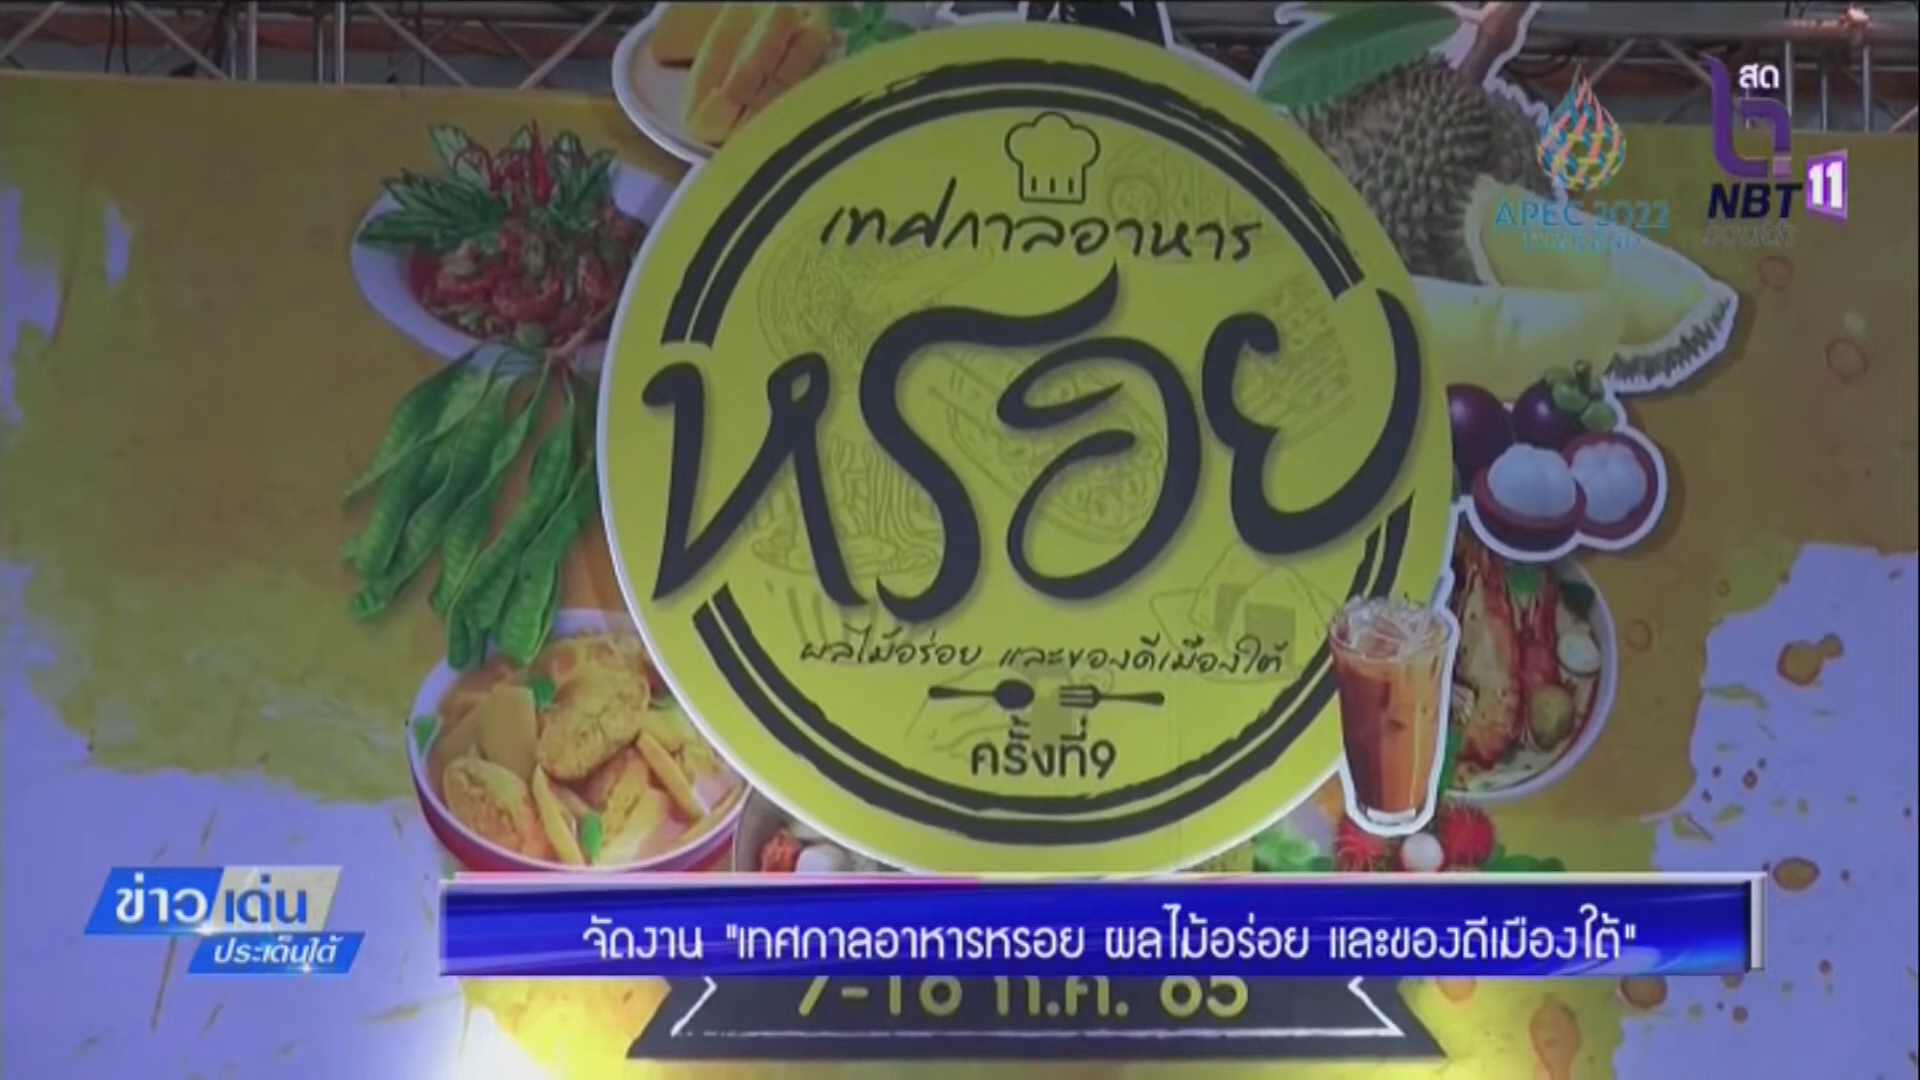 สด
APEC 2022
NBT 11
เทศกาลอาหาร
หรอย
ผลไม้อร่อย และของดีเมืองใต้
ครั้งที่9
ข่าวเด่น
ประเด็นใต้
จัดงาน "เทศกาลอาหารหรอย ผลไม้อร่อย และของดีเมืองใต้"
ก.ค. 65